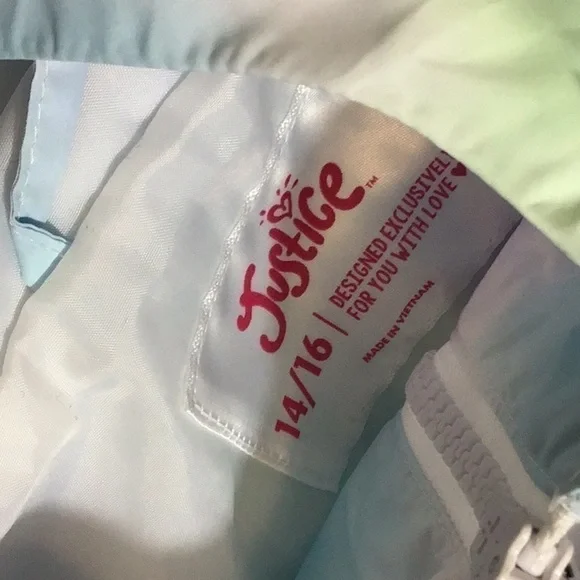 Justice™
14/16 | DESIGNED EXCLUSIVELY
FOR YOU WITH LOVE ♥
MADE IN VIETNAM